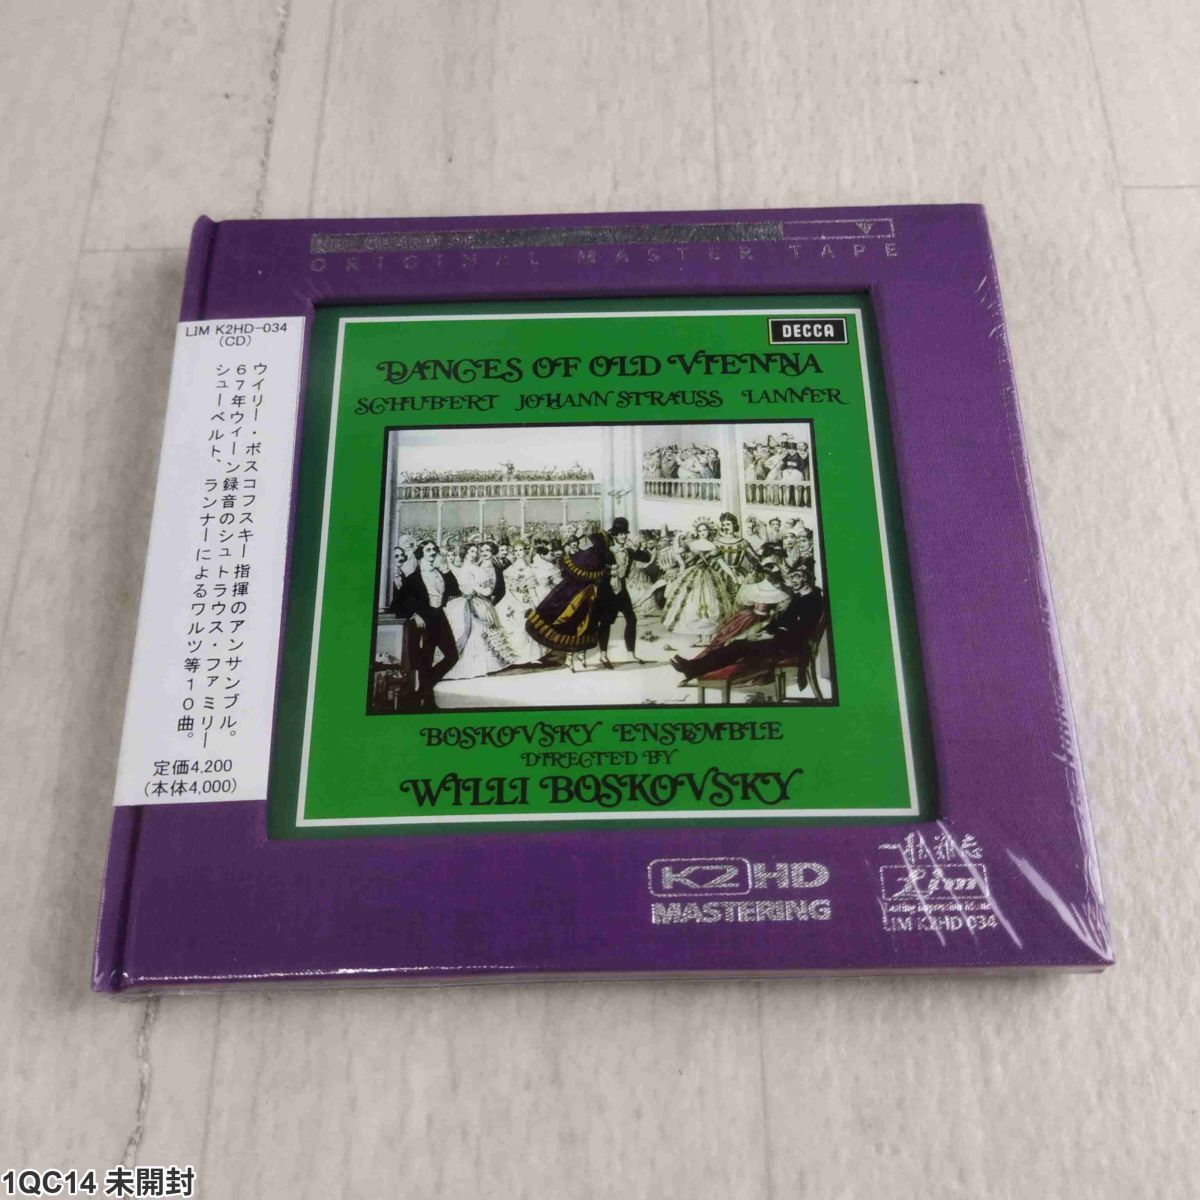 ORIGINAL MASTER TAPE
LIM K2HD-034
(CD)
ウイリー・ボスコフスキー指揮のアンサンブル。
67年ウィーン録音のシュトラウス・ファミリー
シューベルト、ランナーによるワルツ等10曲。
定価4,200
(本体4,000)
DECCA
DANCES OF OLD VIENNA
SCHUBERT JOHANN STRAUSS LANNER
BOSKOVSKY ENSEMBLE
DIRECTED BY
WILLI BOSKOVSKY
K2HD
MASTERING
Lim
LIM K2HD 034
1QC14 未開封